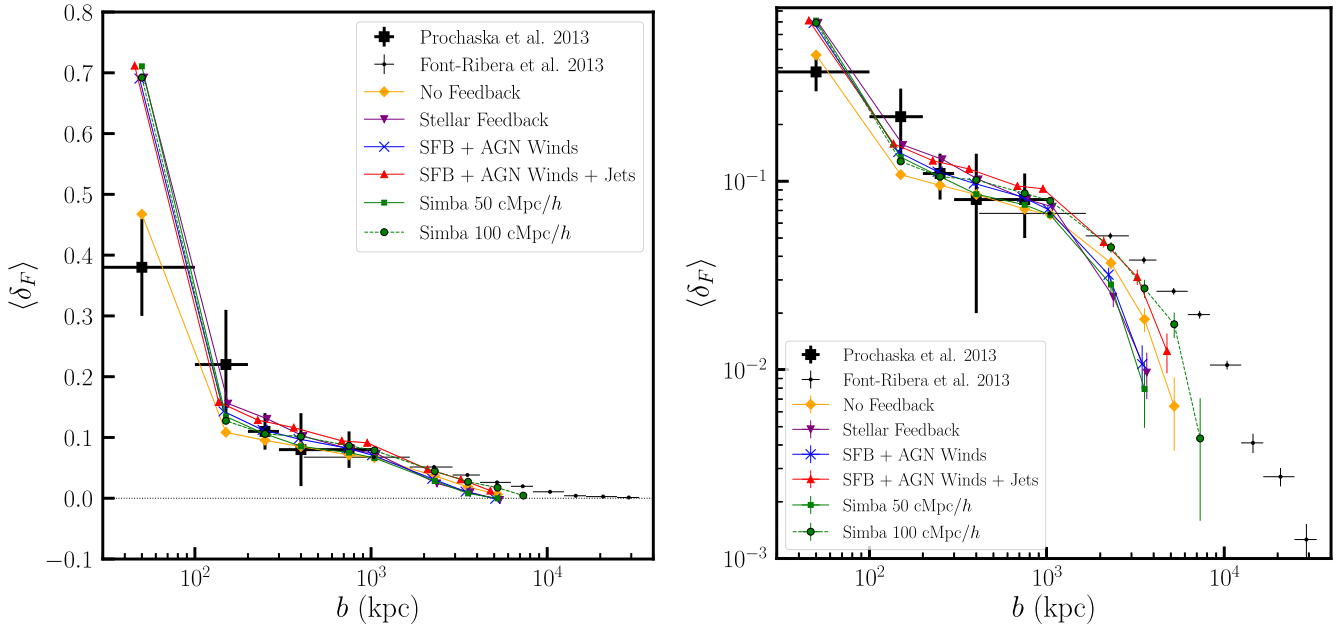 0.8
0.7
0.6
0.5
0.4
0.3
0.2
0.1
0.0
−0.1
⟨δF⟩
10²
10³
10⁴
b (kpc)
Prochaska et al. 2013
Font-Ribera et al. 2013
No Feedback
Stellar Feedback
SFB + AGN Winds
SFB + AGN Winds + Jets
Simba 50 cMpc/h
Simba 100 cMpc/h
10⁻¹
10⁻²
10⁻³
⟨δF⟩
10²
10³
10⁴
b (kpc)
Prochaska et al. 2013
Font-Ribera et al. 2013
No Feedback
Stellar Feedback
SFB + AGN Winds
SFB + AGN Winds + Jets
Simba 50 cMpc/h
Simba 100 cMpc/h